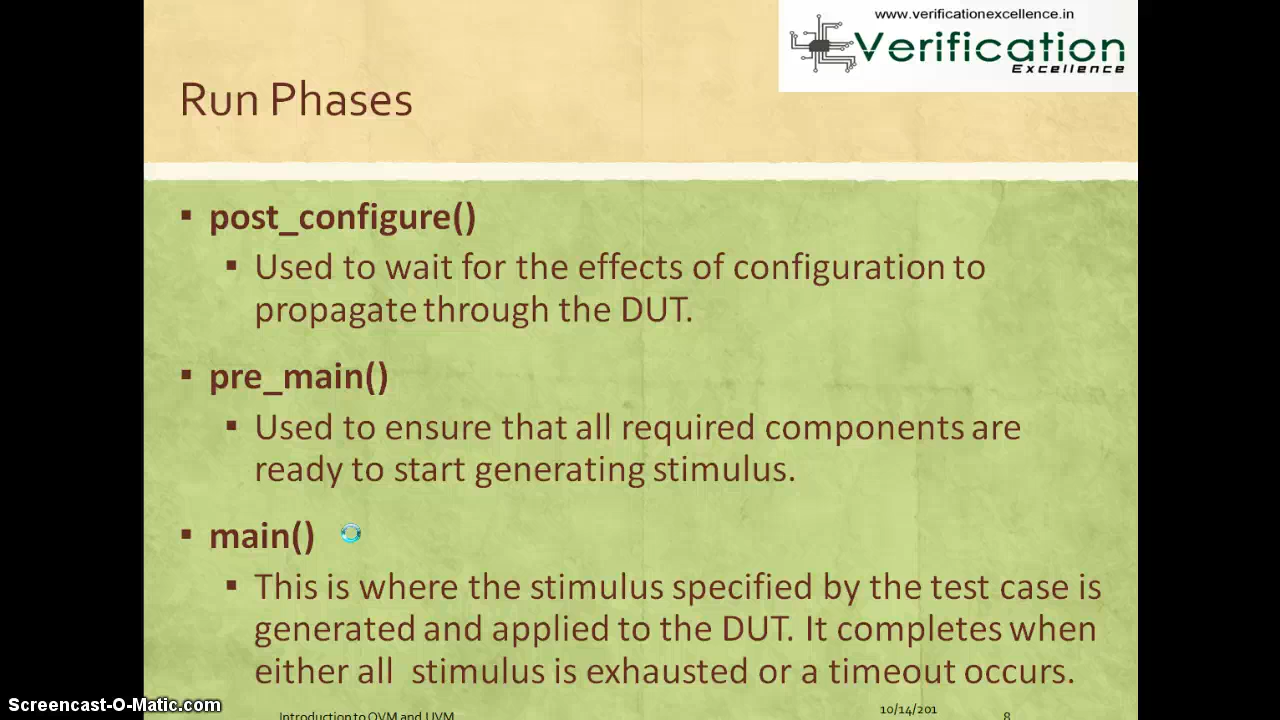 www.verificationexcellence.in
Verification
Excellence
Run Phases
▪ post_configure()
▪ Used to wait for the effects of configuration to
propagate through the DUT.
▪ pre_main()
▪ Used to ensure that all required components are
ready to start generating stimulus.
▪ main()
▪ This is where the stimulus specified by the test case is
generated and applied to the DUT. It completes when
either all stimulus is exhausted or a timeout occurs.
Screencast-O-Matic.com
Introduction to OVM and UVM
10/14/201
8